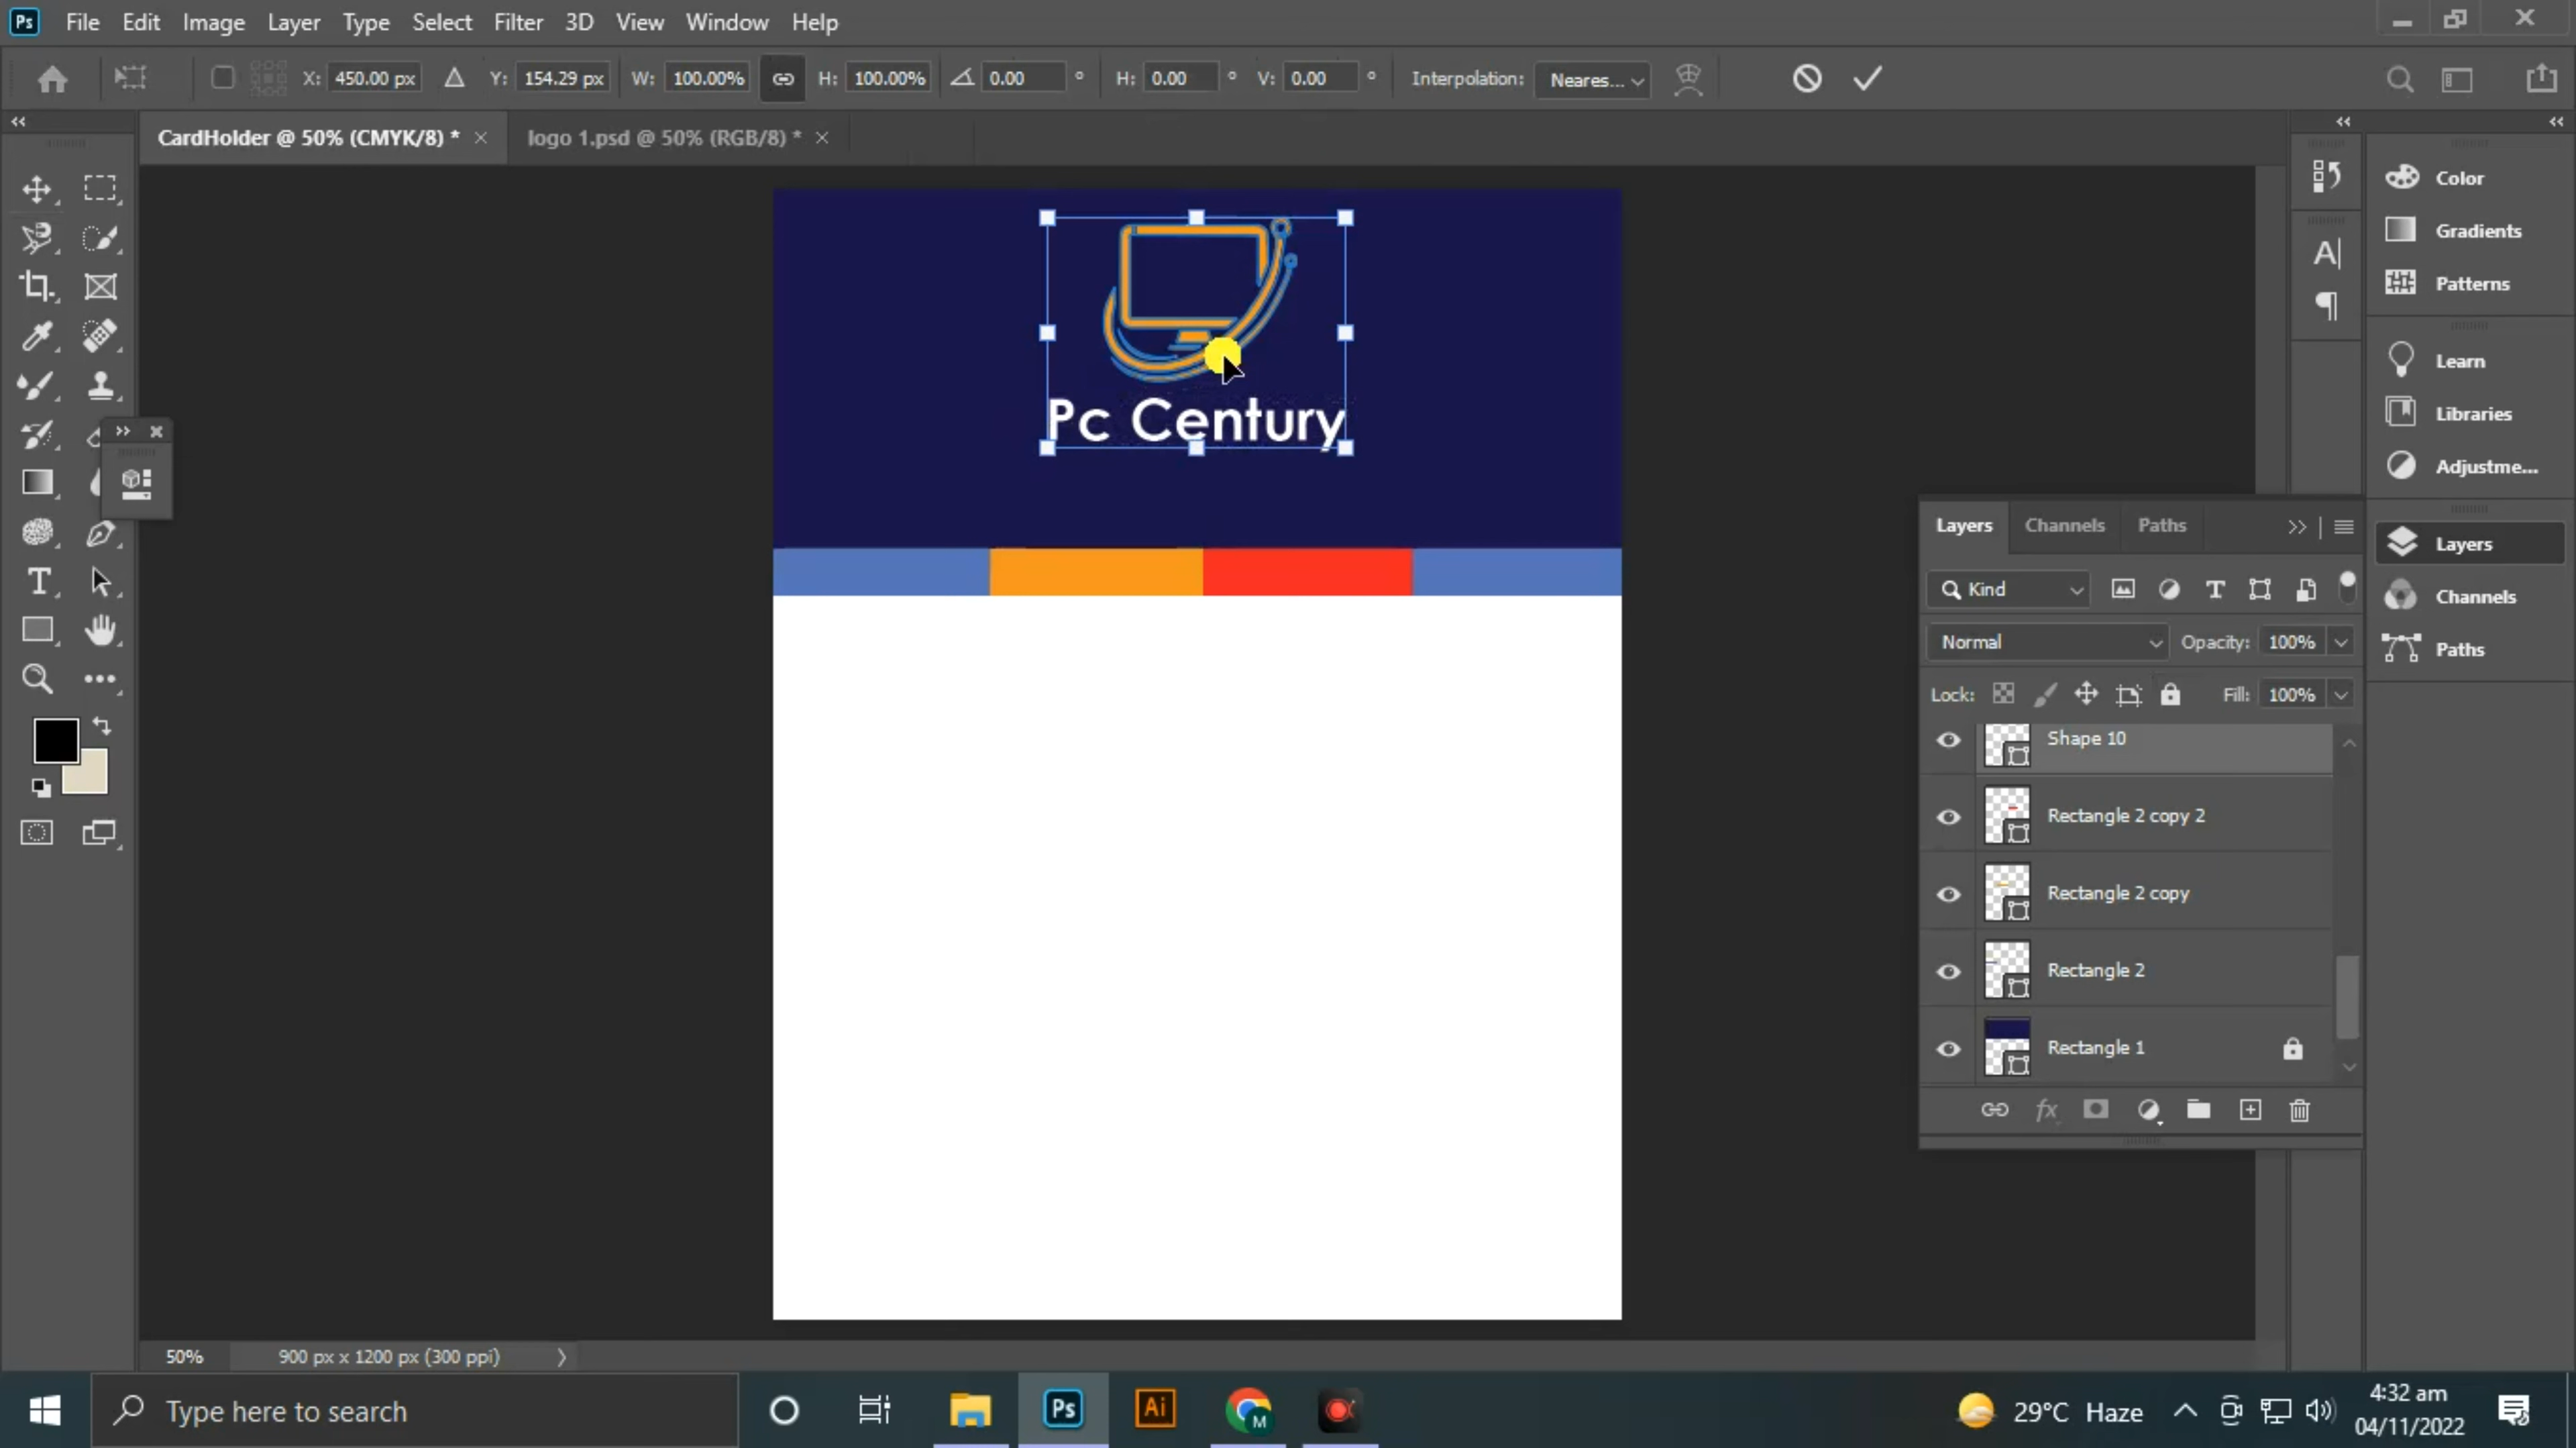 Ps File Edit Image Layer Type Select Filter 3D View Window Help
X: 450.00 px Y: 154.29 px W: 100.00% H: 100.00% 0.00 ° H: 0.00 ° V: 0.00 ° Interpolation: Neares...
CardHolder @ 50% (CMYK/8) * × logo 1.psd @ 50% (RGB/8) * ×
Color
Gradients
Patterns
Learn
Libraries
Adjustme...
Layers
Channels
Paths
Pc Century
Layers Channels Paths
Kind
Normal Opacity: 100%
Lock: Fill: 100%
Shape 10
Rectangle 2 copy 2
Rectangle 2 copy
Rectangle 2
Rectangle 1
50% 900 px x 1200 px (300 ppi)
Type here to search
Ps
Ai
M
29°C Haze
4:32 am
04/11/2022